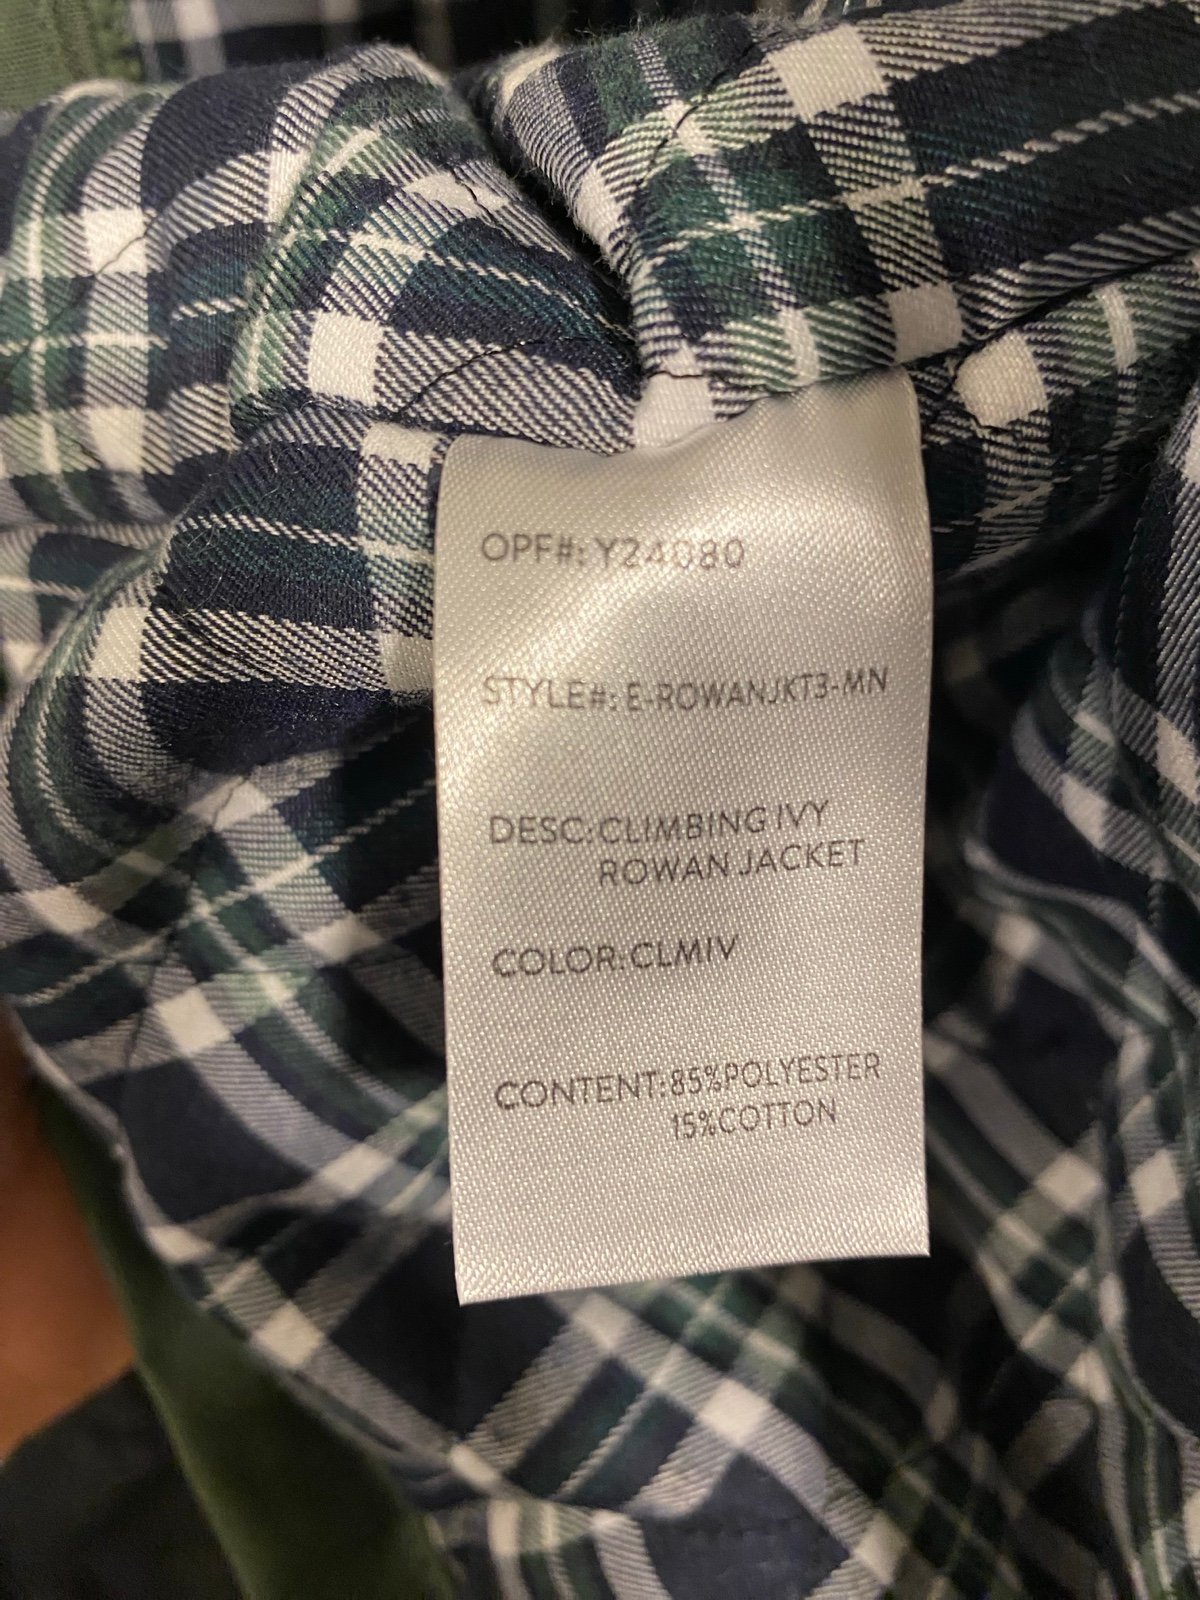 OPF#: Y24080
STYLE#: E-ROWANJKT3-MN
DESC: CLIMBING IVY
ROWAN JACKET
COLOR: CLMIV
CONTENT: 85%POLYESTER
15%COTTON